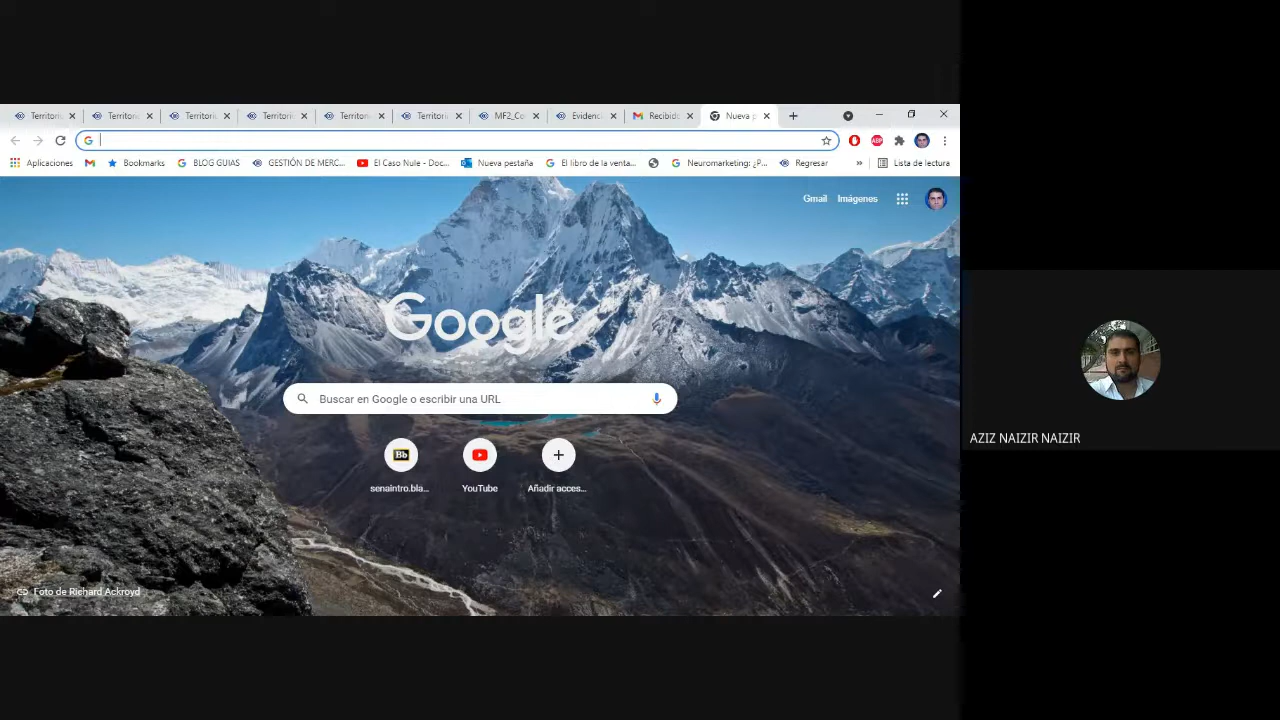 Territori Territori Territori Territori Territori Territori MF2_Co Evidenci Recibido Nueva p
Aplicaciones Bookmarks BLOG GUIAS GESTIÓN DE MERC... El Caso Nule - Doc... Nueva pestaña El libro de la venta... Neuromarketing: ¿P... Regresar » Lista de lectura
Gmail Imágenes
Google
Buscar en Google o escribir una URL
Bb
senaintro.bla... YouTube Añadir acces...
AZIZ NAIZIR NAIZIR
Foto de Richard Ackroyd